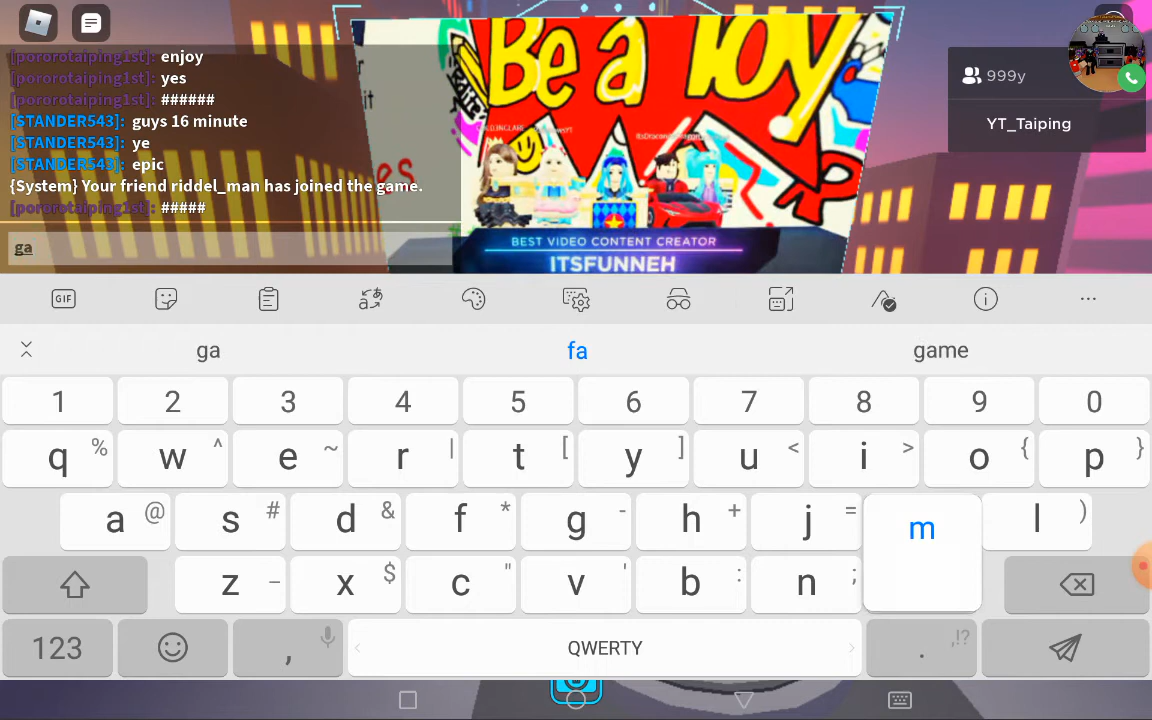 [pororotaiping1st]: enjoy
[pororotaiping1st]: yes
[pororotaiping1st]: ######
[STANDER543]: guys 16 minute
[STANDER543]: ye
[STANDER543]: epic
{System} Your friend riddel_man has joined the game.
[pororotaiping1st]: #####
ga
Be a Toy
999y
YT_Taiping
BEST VIDEO CONTENT CREATOR
ITSFUNNEH
GIF
ga fa game
1 2 3 4 5 6 7 8 9 0
q % w ^ e ~ r | t [ y ] u < i > o { p }
a @ s # d & f * g - h + j = m l )
z _ x $ c " v ' b : n ;
123 , QWERTY . ,!?